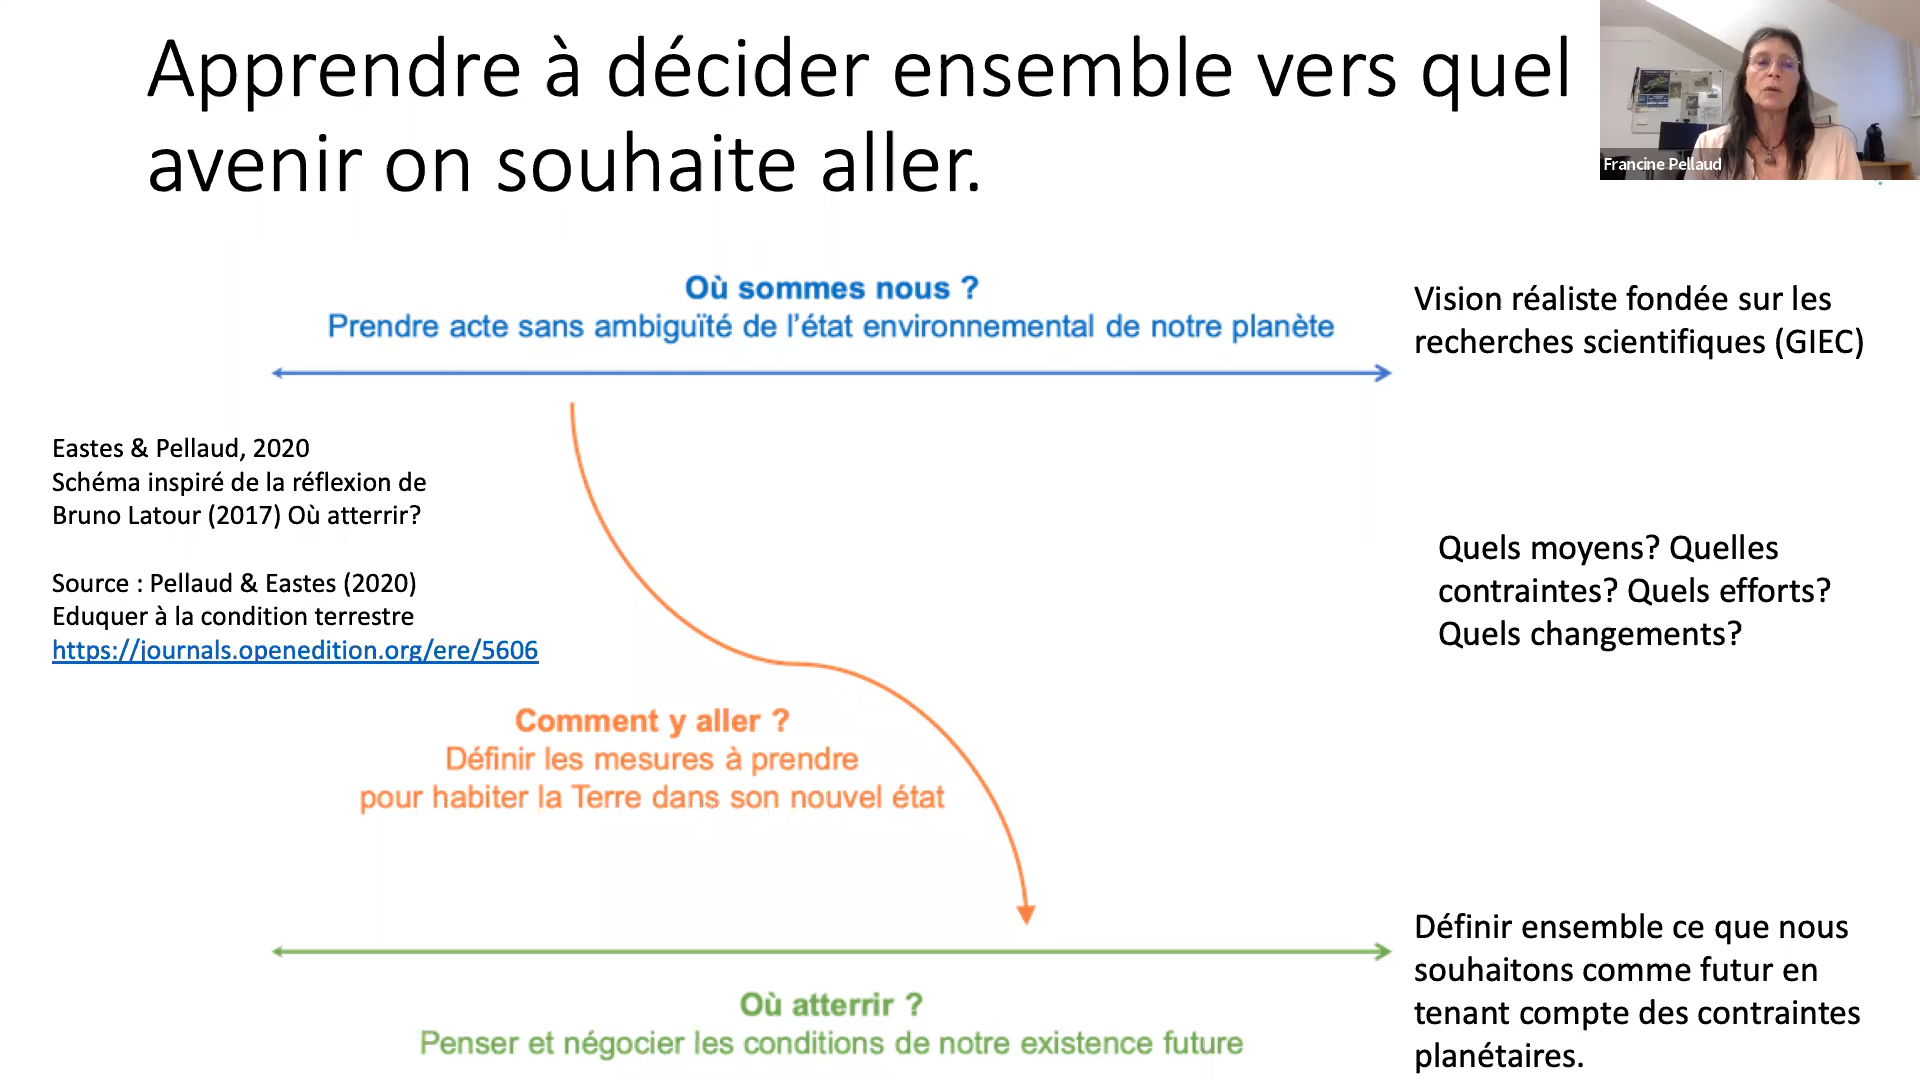 Apprendre à décider ensemble vers quel
avenir on souhaite aller.
Francine Pellaud
Où sommes nous ?
Prendre acte sans ambiguïté de l'état environnemental de notre planète
Vision réaliste fondée sur les
recherches scientifiques (GIEC)
Eastes & Pellaud, 2020
Schéma inspiré de la réflexion de
Bruno Latour (2017) Où atterrir?
Source : Pellaud & Eastes (2020)
Eduquer à la condition terrestre
https://journals.openedition.org/ere/5606
Quels moyens? Quelles
contraintes? Quels efforts?
Quels changements?
Comment y aller ?
Définir les mesures à prendre
pour habiter la Terre dans son nouvel état
Où atterrir ?
Penser et négocier les conditions de notre existence future
Définir ensemble ce que nous
souhaitons comme futur en
tenant compte des contraintes
planétaires.